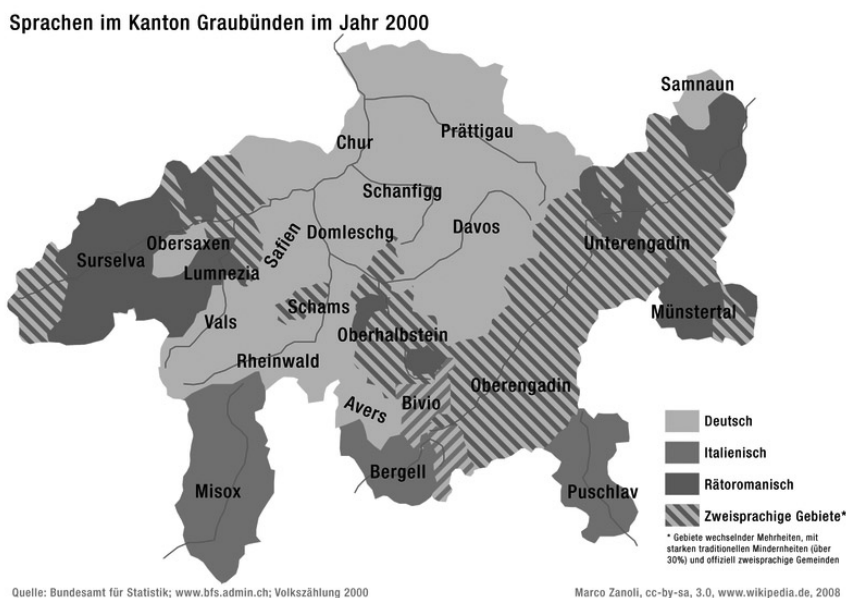 Sprachen im Kanton Graubünden im Jahr 2000
Samnaun
Prättigau
Chur
Schanfigg
Domleschg
Davos
Safien
Obersaxen
Unterengadin
Surselva
Lumnezia
Schams
Münstertal
Vals
Oberhalbstein
Rheinwald
Oberengadin
Avers
Bivio
Deutsch
Italienisch
Bergell
Misox
Puschlav
Rätoromanisch
Zweisprachige Gebiete*
* Gebiete wechselnder Mehrheiten, mit
starken traditionellen Mindernheiten (über
30%) und offiziell zweisprachige Gemeinden
Quelle: Bundesamt für Statistik; www.bfs.admin.ch; Volkszählung 2000
Marco Zanoli, cc-by-sa, 3.0, www.wikipedia.de, 2008